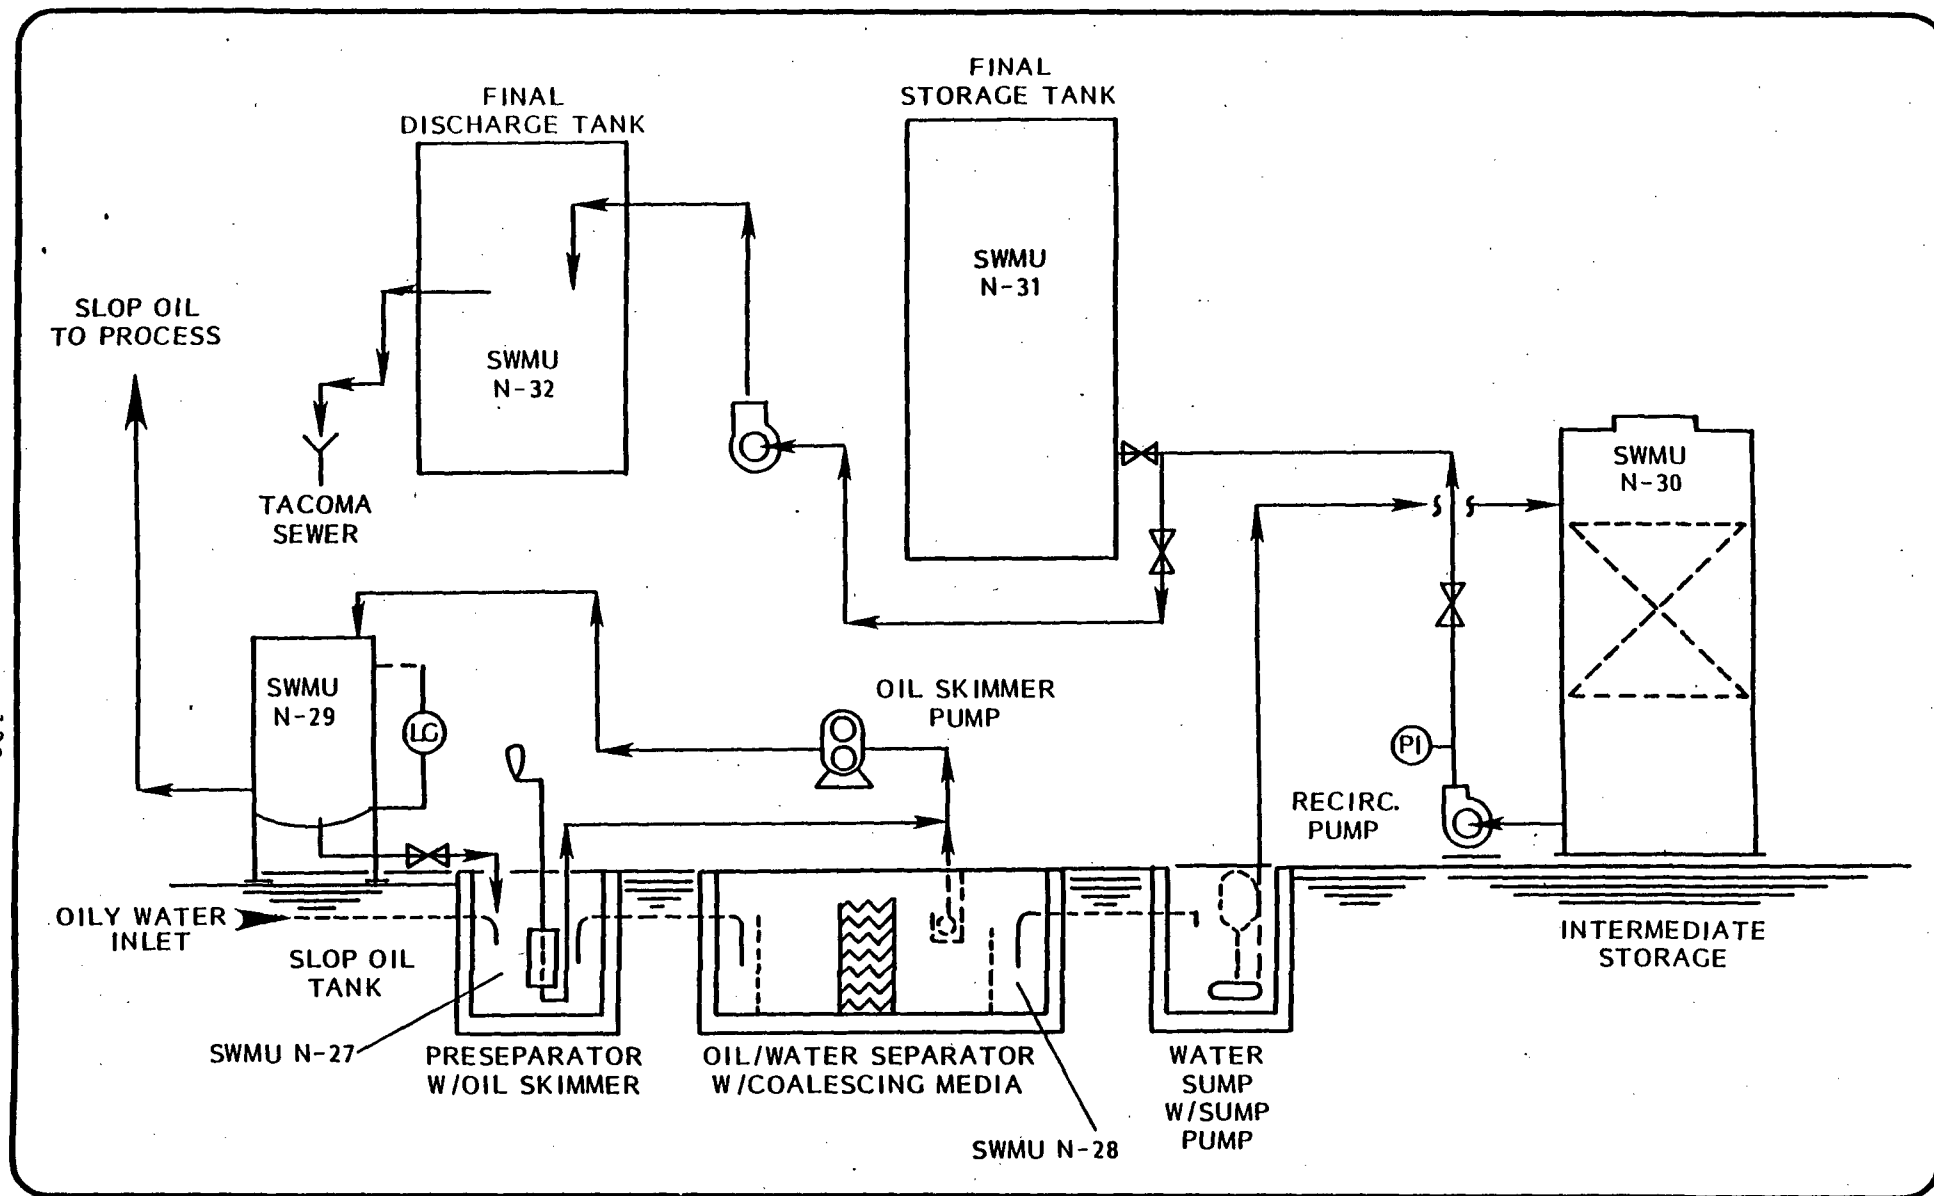 FINAL
STORAGE TANK
FINAL
DISCHARGE TANK
SWMU
N-31
SLOP OIL
TO PROCESS
SWMU
N-32
SWMU
N-30
TACOMA
SEWER
SWMU
N-29
OIL SKIMMER
PUMP
LG
PI
RECIRC.
PUMP
OILY WATER
INLET
SLOP OIL
TANK
INTERMEDIATE
STORAGE
SWMU N-27
PRESEPARATOR
W/OIL SKIMMER
OIL/WATER SEPARATOR
W/COALESCING MEDIA
WATER
SUMP
W/SUMP
PUMP
SWMU N-28